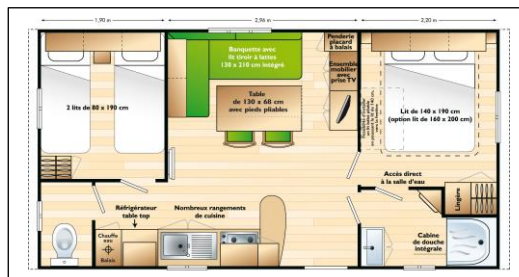 1,90 m
2,96 m
2,20 m
Banquette avec
lit tiroir à lattes
130 x 210 cm intégré
Penderie
placard
à balais
Ensemble
mobilier
avec
prise TV
2 lits de 80 x 190 cm
Table
de 130 x 68 cm
avec pieds pliables
Lit de 140 x 190 cm
(option lit de 160 x 200 cm)
Accès direct
à la salle d'eau
Lingère
Réfrigérateur
table top
Nombreux rangements
de cuisine
Chauffe
eau
Balais
Cabine
de douche
intégrale